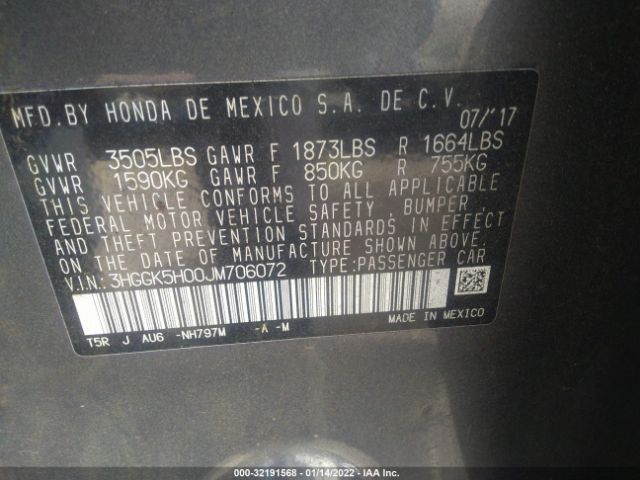 MFD.BY HONDA DE MEXICO S.A. DE C.V.
07/'17
GVWR 3505LBS GAWR F 1873LBS R 1664LBS
GVWR 1590KG GAWR F 850KG R 755KG
THIS VEHICLE CONFORMS TO ALL APPLICABLE
FEDERAL MOTOR VEHICLE SAFETY, BUMPER,
AND THEFT PREVENTION STANDARDS IN EFFECT
ON THE DATE OF MANUFACTURE SHOWN ABOVE.
V.I.N.: 3HGGK5H00JM706072 TYPE:PASSENGER CAR
T5R J AU6 -NH797M -A -M MADE IN MEXICO
000-32191568 | 01/14/2022 | IAA Inc.